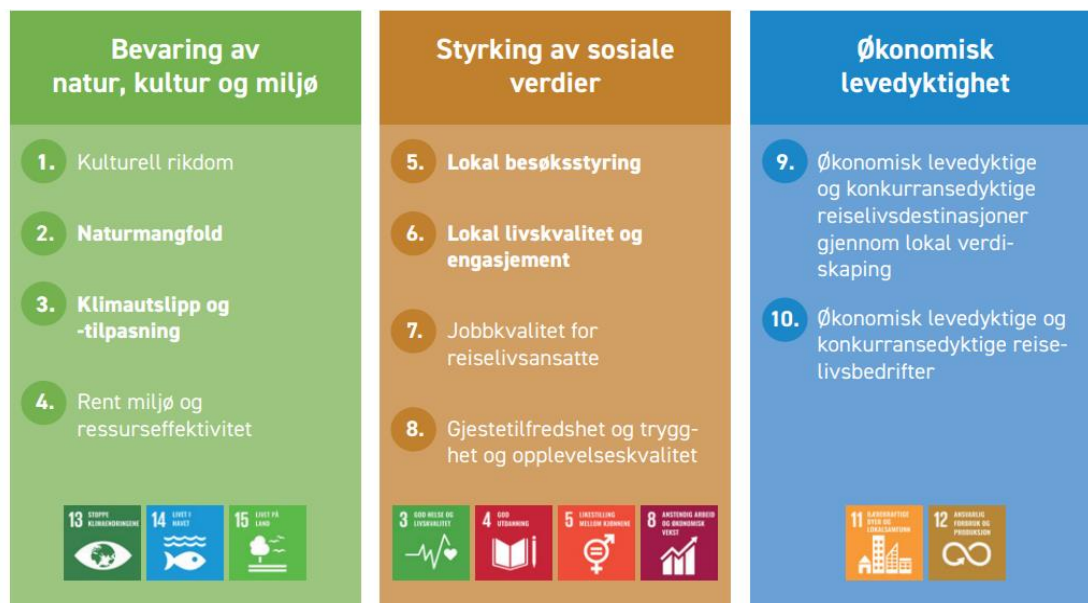 Bevaring av
natur, kultur og miljø
1. Kulturell rikdom
2. Naturmangfold
3. Klimautslipp og
-tilpasning
4. Rent miljø og
ressurseffektivitet
13 STOPPE
KLIMAENDRINGENE
14 LIVET I
HAVET
15 LIVET PÅ
LAND
Styrking av sosiale
verdier
5. Lokal besøksstyring
6. Lokal livskvalitet og
engasjement
7. Jobbkvalitet for
reiselivsansatte
8. Gjestetilfredshet og trygg-
het og opplevelseskvalitet
3 GOD HELSE OG
LIVSKVALITET
4 GOD
UTDANNING
5 LIKESTILLING
MELLOM KJØNNENE
8 ANSTENDIG ARBEID
OG ØKONOMISK
VEKST
Økonomisk
levedyktighet
9. Økonomisk levedyktige
og konkurransedyktige
reiselivsdestinasjoner
gjennom lokal verdi-
skaping
10. Økonomisk levedyktige og
konkurransedyktige reise-
livsbedrifter
11 BÆREKRAFTIGE
BYER OG
LOKALSAMFUNN
12 ANSVARLIG
FORBRUK OG
PRODUKSJON